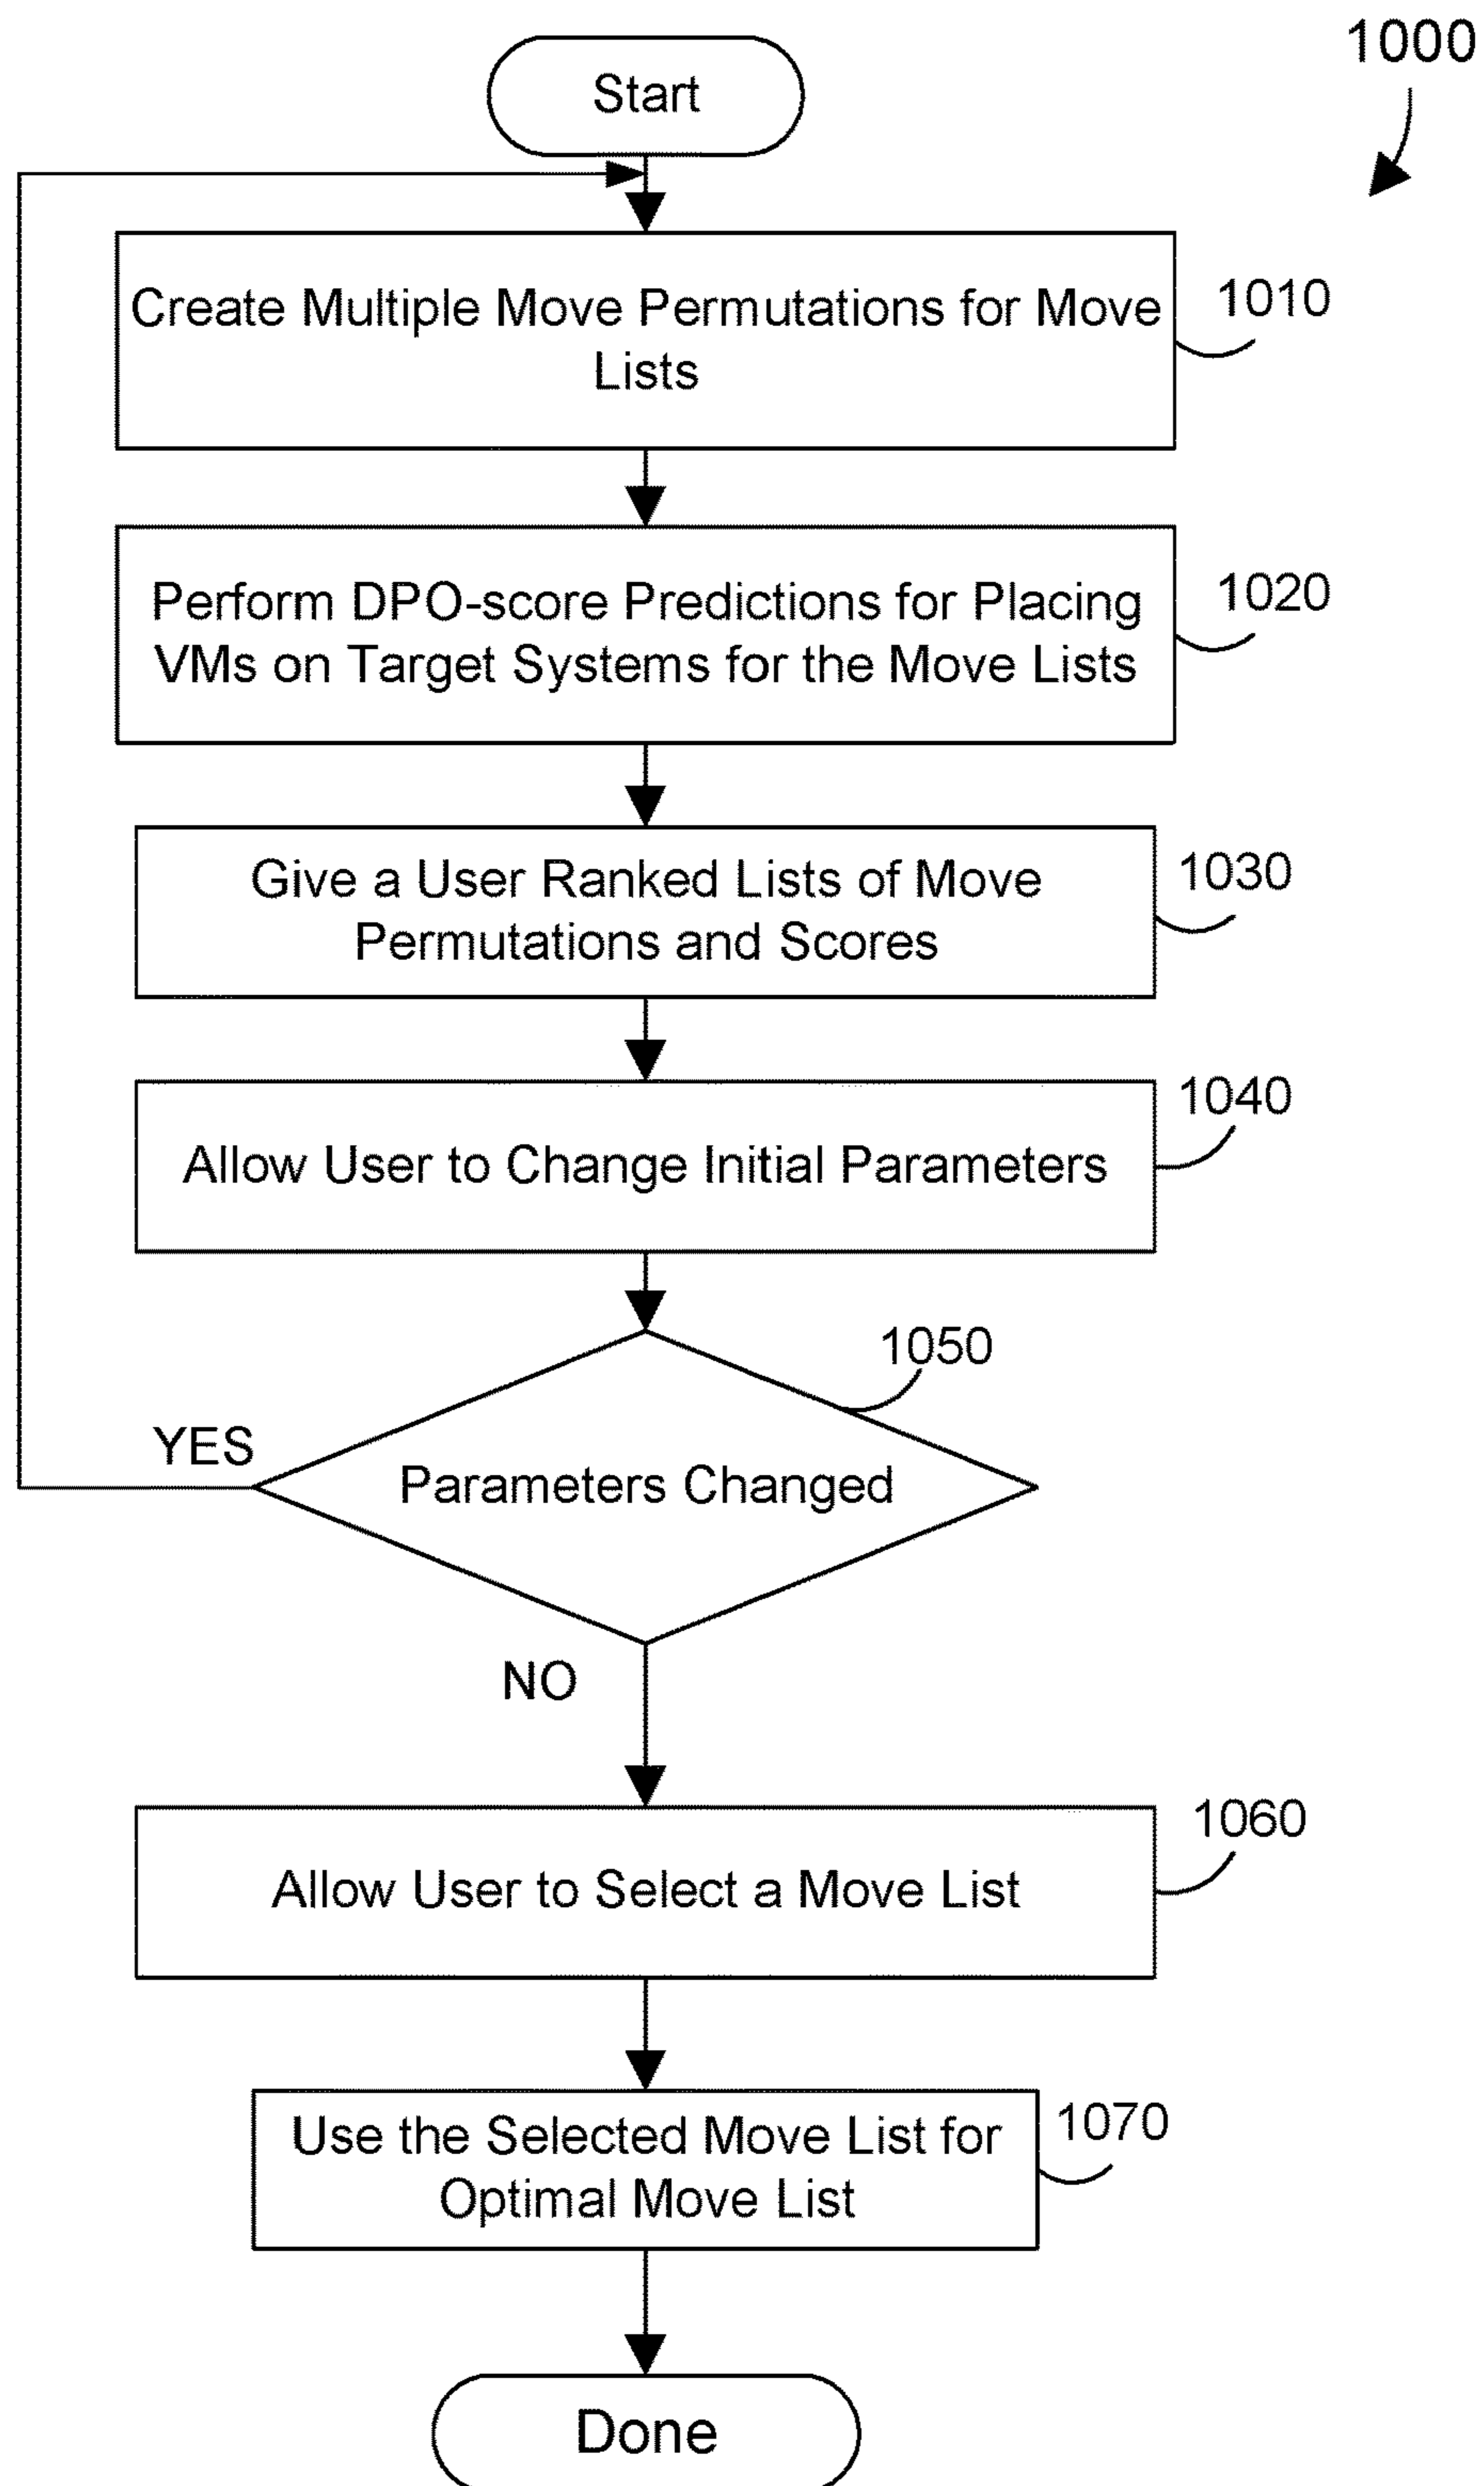 1000
Start
Create Multiple Move Permutations for Move
Lists
1010
Perform DPO-score Predictions for Placing
VMs on Target Systems for the Move Lists
1020
Give a User Ranked Lists of Move
Permutations and Scores
1030
Allow User to Change Initial Parameters
1040
1050
Parameters Changed
YES
NO
Allow User to Select a Move List
1060
Use the Selected Move List for
Optimal Move List
1070
Done